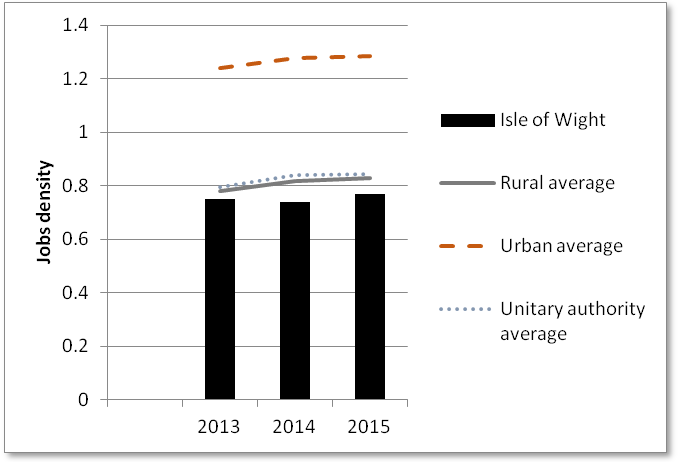 1.4
1.2
1
0.8
0.6
0.4
0.2
0
Jobs density
2013 2014 2015
Isle of Wight
Rural average
Urban average
Unitary authority
average